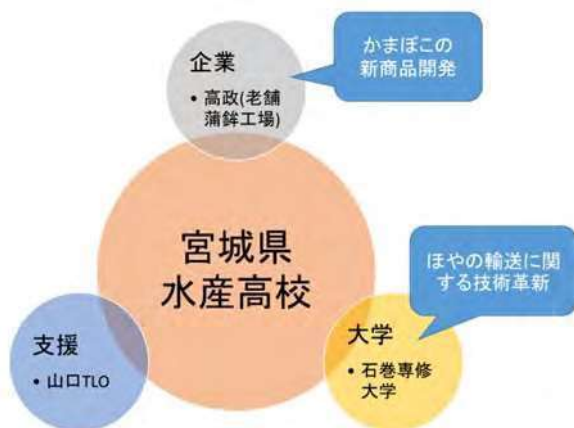 企業
• 高政(老舗
蒲鉾工場)
かまぼこの
新商品開発
宮城県
水産高校
ほやの輸送に関
する技術革新
支援
• 山口TLO
大学
• 石巻専修
大学